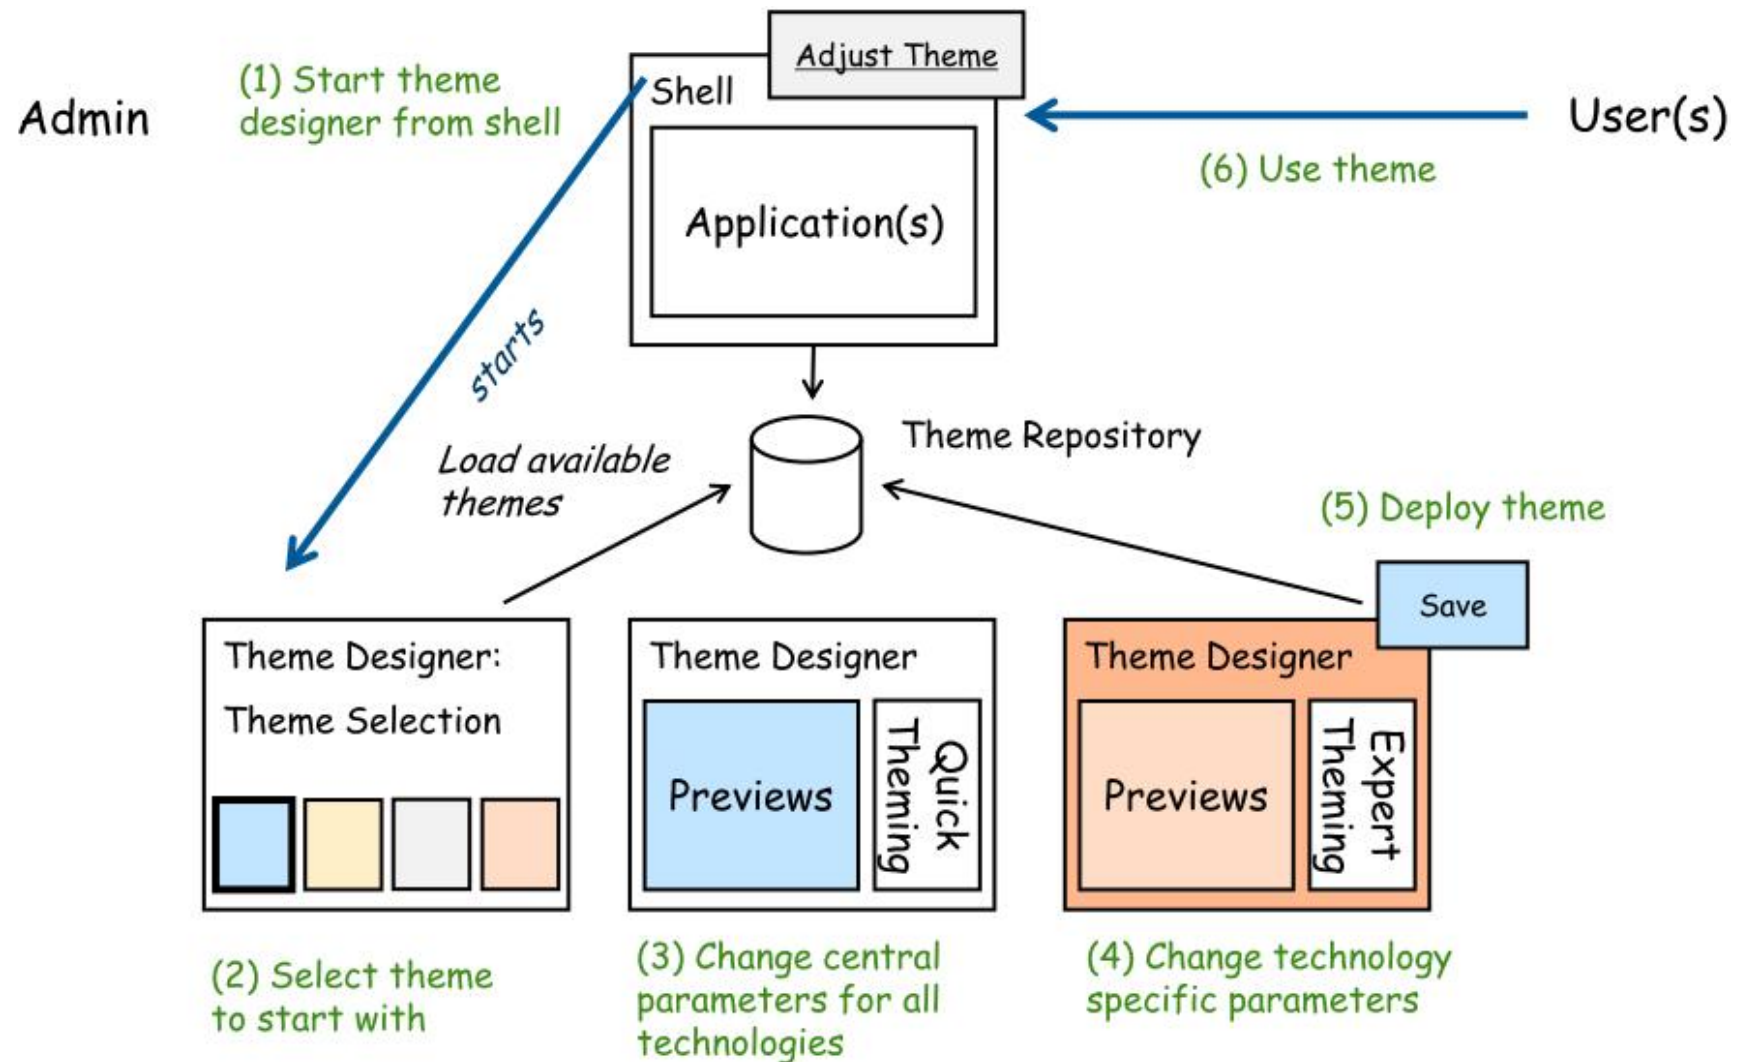 Adjust Theme
Admin
(1) Start theme
designer from shell
Shell
User(s)
(6) Use theme
Application(s)
starts
Load available
themes
Theme Repository
(5) Deploy theme
Save
Theme Designer:
Theme Selection
Theme Designer
Previews
Quick
Theming
Theme Designer
Previews
Expert
Theming
(2) Select theme
to start with
(3) Change central
parameters for all
technologies
(4) Change technology
specific parameters